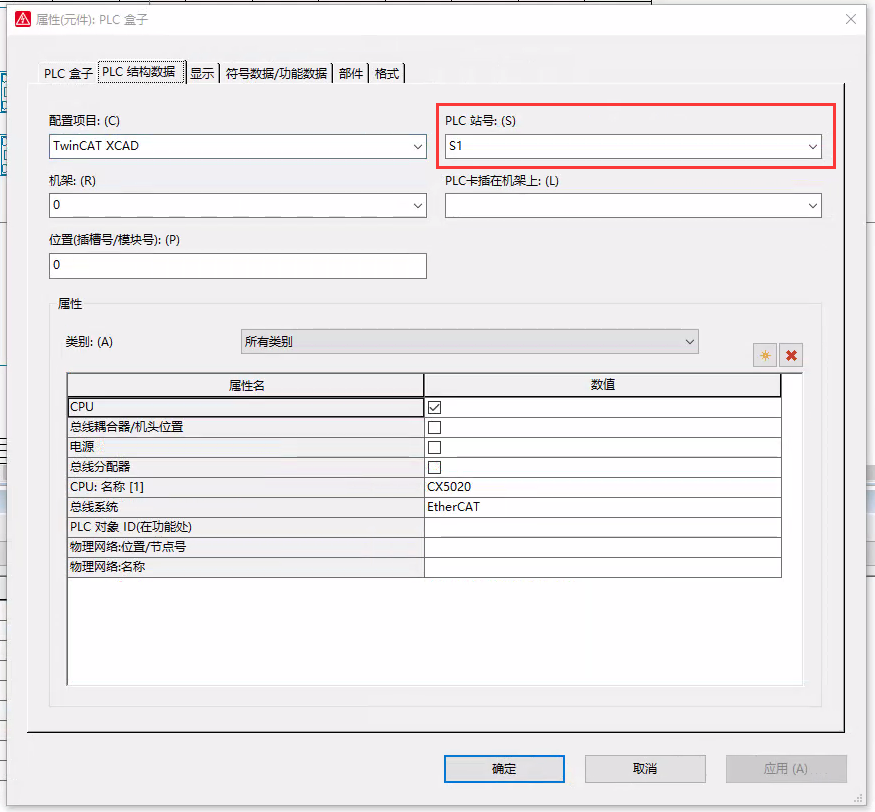 属性(元件): PLC 盒子
PLC 盒子 PLC 结构数据 显示 符号数据/功能数据 部件 格式
配置项目: (C)
TwinCAT XCAD
PLC 站号: (S)
S1
机架: (R)
0
PLC卡插在机架上: (L)
位置(插槽号/模块号): (P)
0
属性
类别: (A)
所有类别
属性名 数值
CPU
总线耦合器/机头位置
电源
总线分配器
CPU: 名称 [1] CX5020
总线系统 EtherCAT
PLC 对象 ID(在功能处)
物理网络:位置/节点号
物理网络:名称
确定 取消 应用 (A)